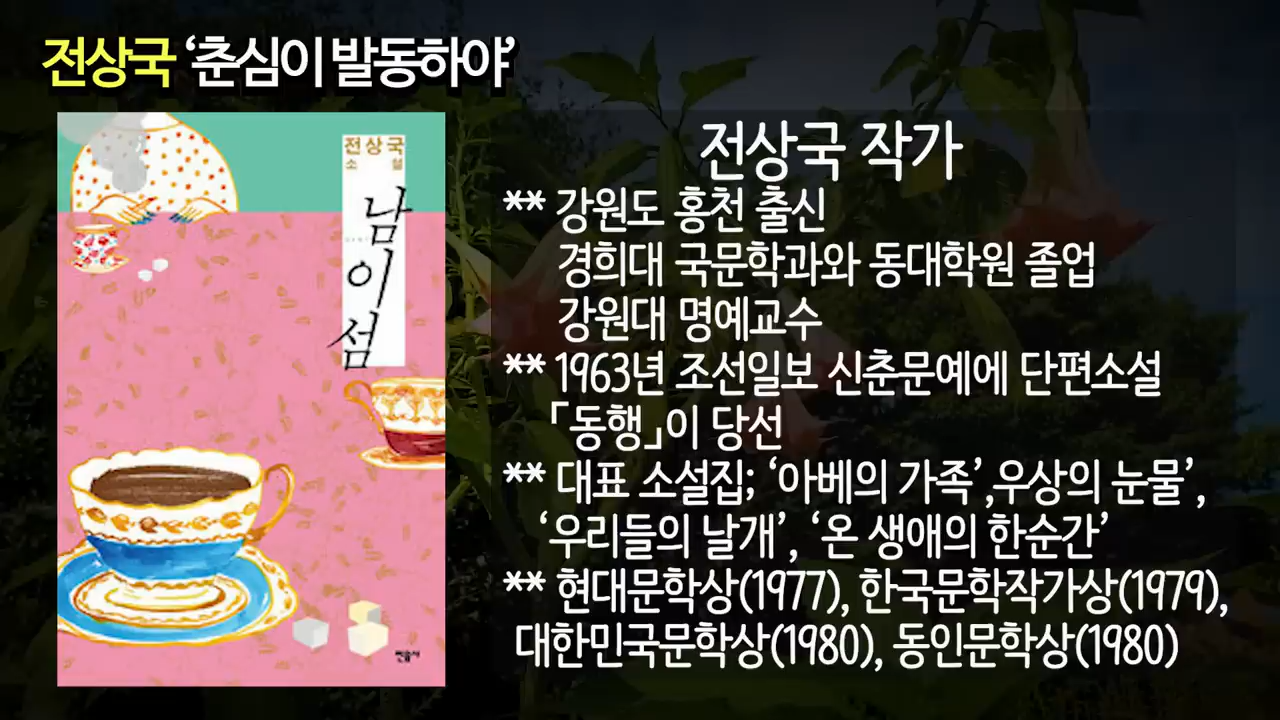 전상국 ‘춘심이 발동하야’
전상국
소설
남이섬
민음사
전상국 작가
** 강원도 홍천 출신
경희대 국문학과와 동대학원 졸업
강원대 명예교수
** 1963년 조선일보 신춘문예에 단편소설
「동행」이 당선
** 대표 소설집; ‘아베의 가족’,우상의 눈물’,
‘우리들의 날개’, ‘온 생애의 한순간’
** 현대문학상(1977), 한국문학작가상(1979),
대한민국문학상(1980), 동인문학상(1980)